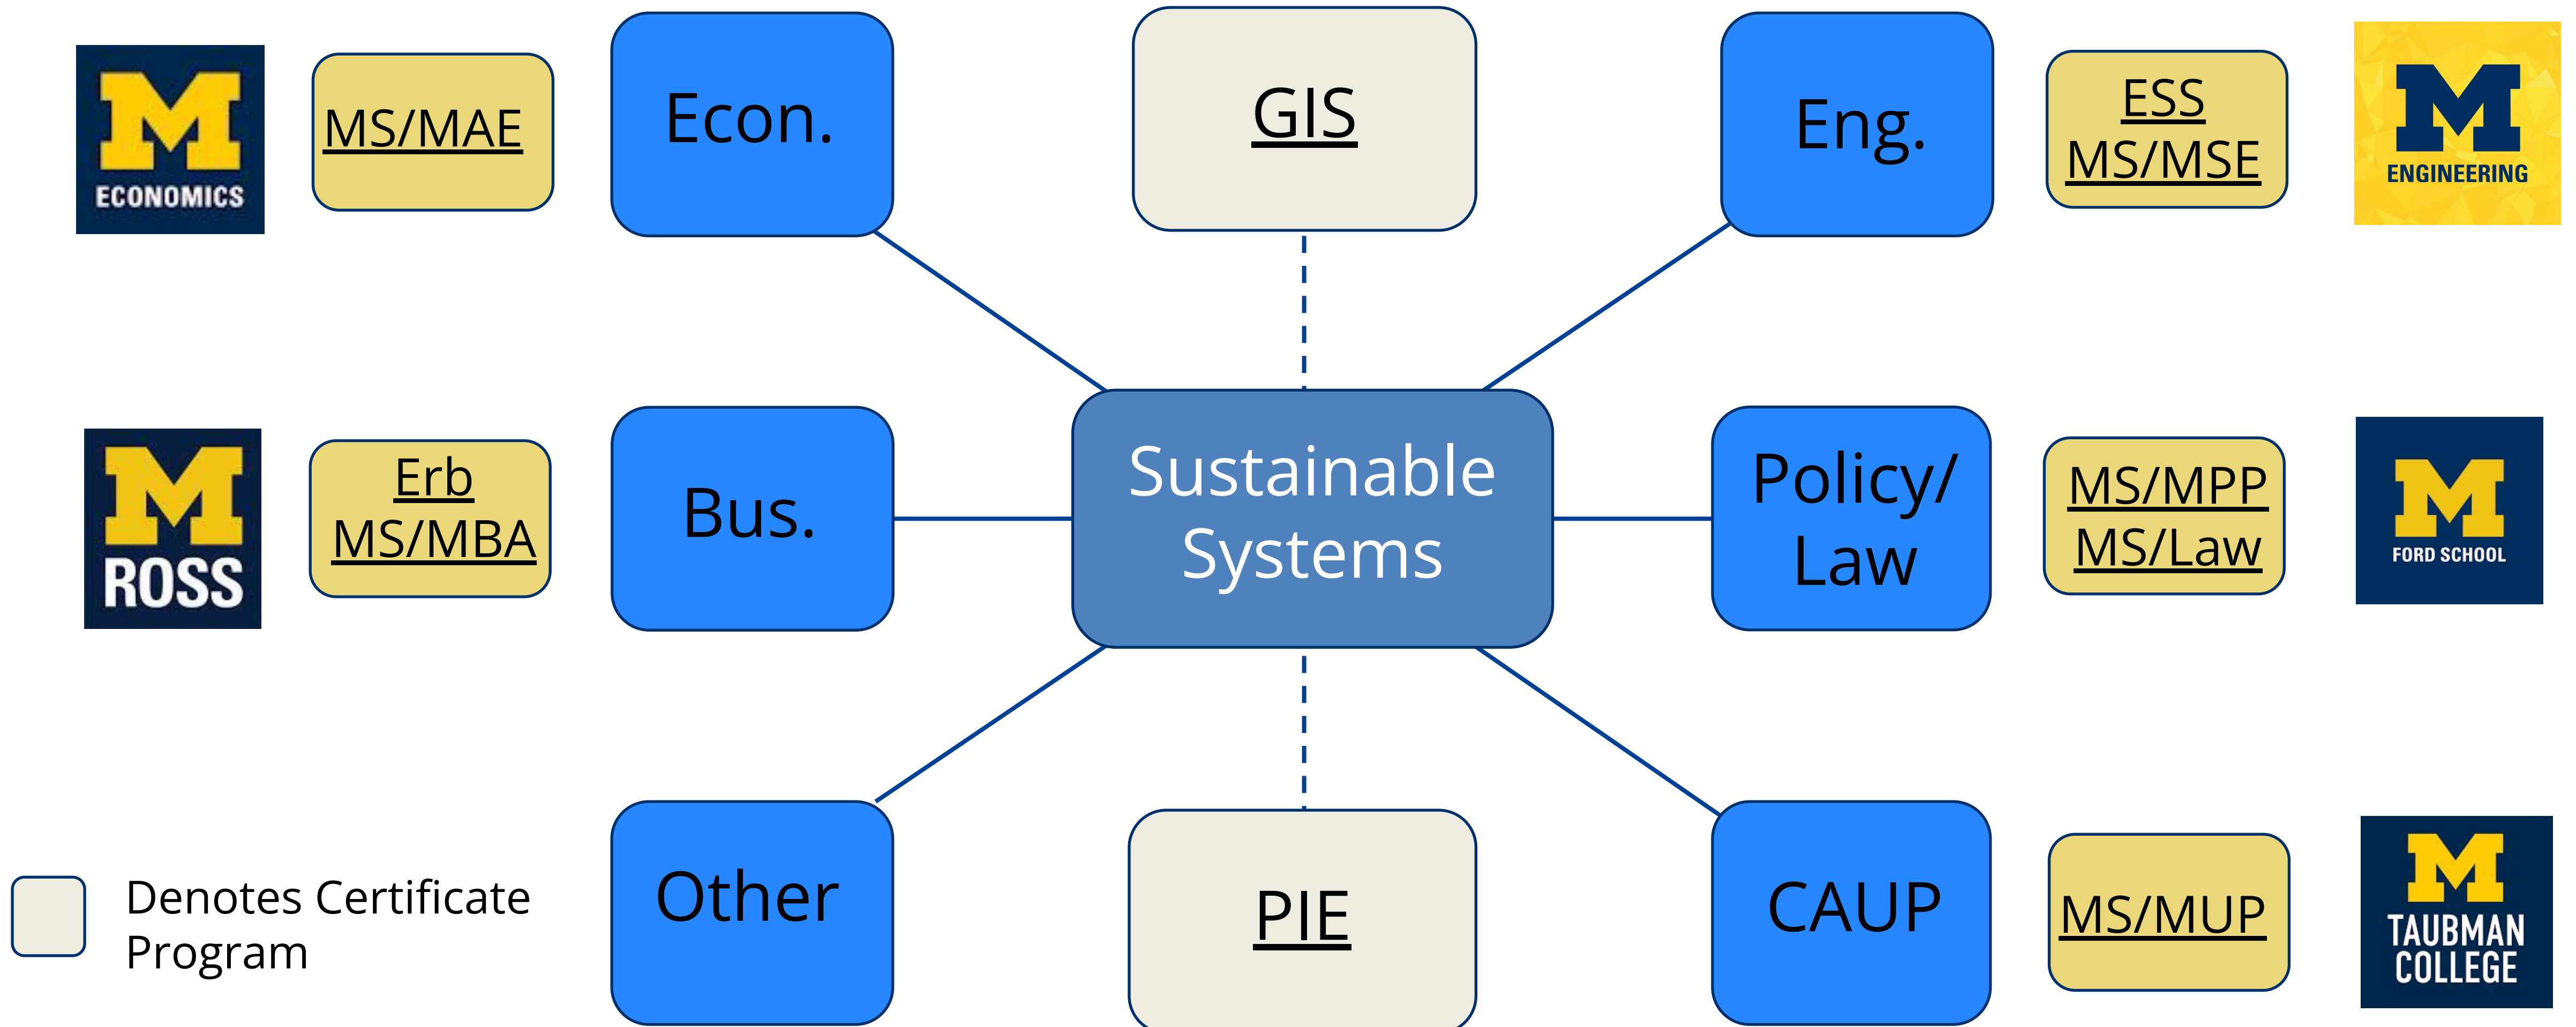 ECONOMICS
MS/MAE
Econ.
GIS
Eng.
ESS
MS/MSE
M
ENGINEERING
M
ROSS
Erb
MS/MBA
Bus.
Sustainable
Systems
Policy/
Law
MS/MPP
MS/Law
M
FORD SCHOOL
Denotes Certificate
Program
Other
PIE
CAUP
MS/MUP
M
TAUBMAN
COLLEGE
M